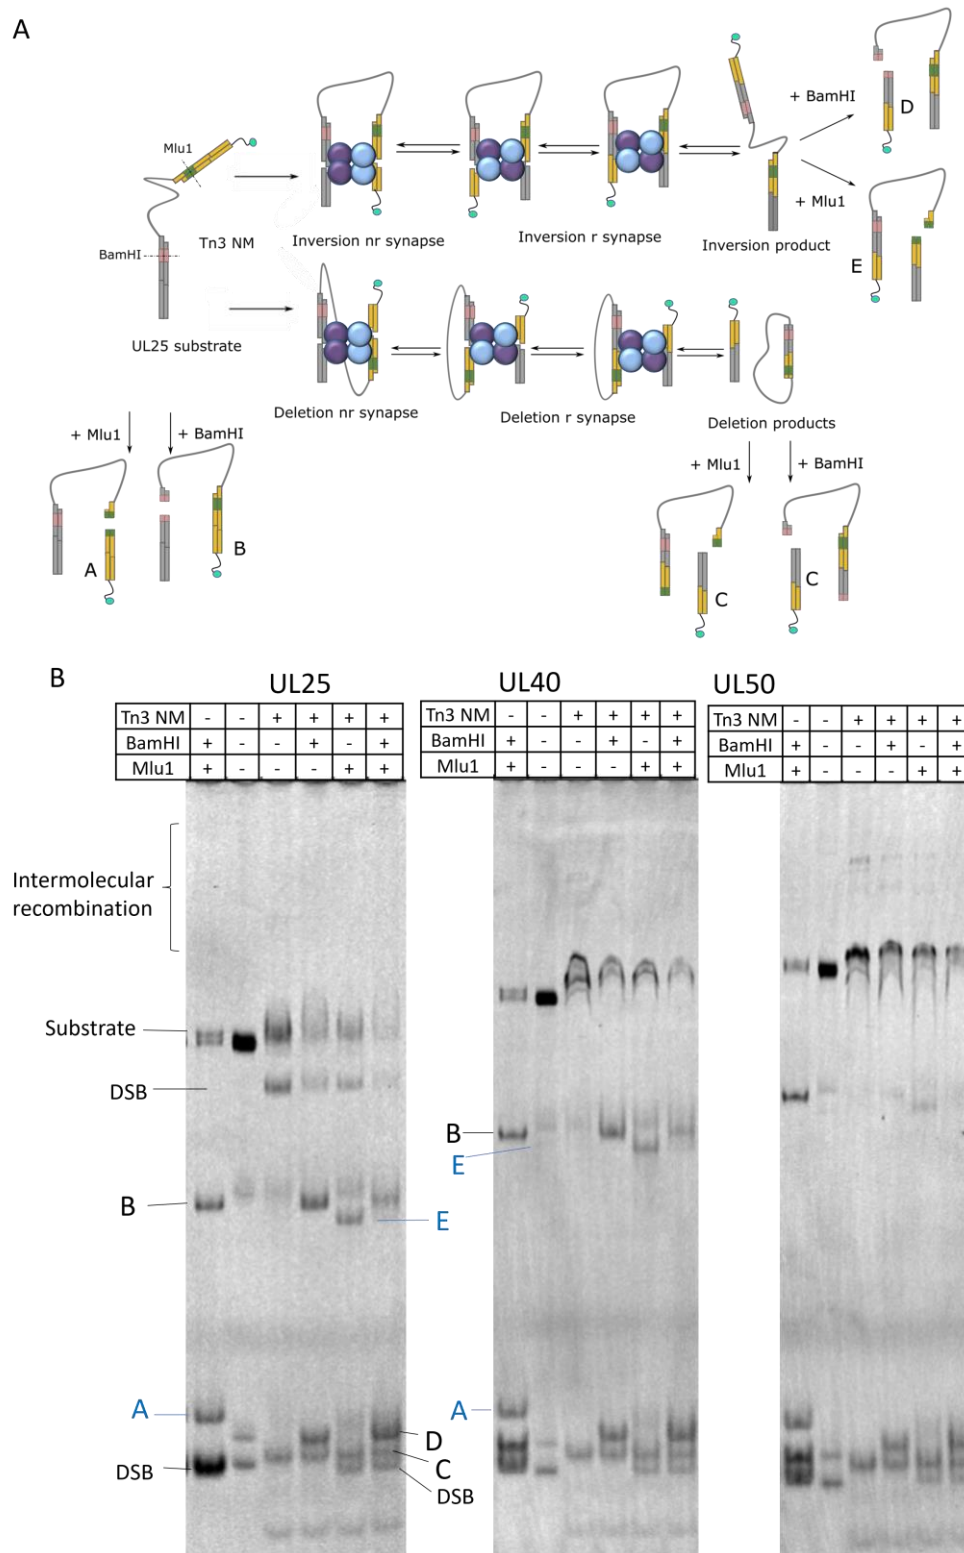 A
Mlu1
BamHI
Tn3 NM
UL25 substrate
Inversion nr synapse
Inversion r synapse
Inversion product
+ BamHI
D
+ Mlu1
E
Deletion nr synapse
Deletion r synapse
Deletion products
+ Mlu1
+ BamHI
A
B
+ Mlu1
+ BamHI
C
C
B
UL25
UL40
UL50
Tn3 NM - - + + + +
BamHI + - - + - +
Mlu1 + - - - + +
Tn3 NM - - + + + +
BamHI + - - + - +
Mlu1 + - - - + +
Tn3 NM - - + + + +
BamHI + - - + - +
Mlu1 + - - - + +
Intermolecular
recombination
Substrate
DSB
B
E
B
E
A
DSB
D
C
DSB
A